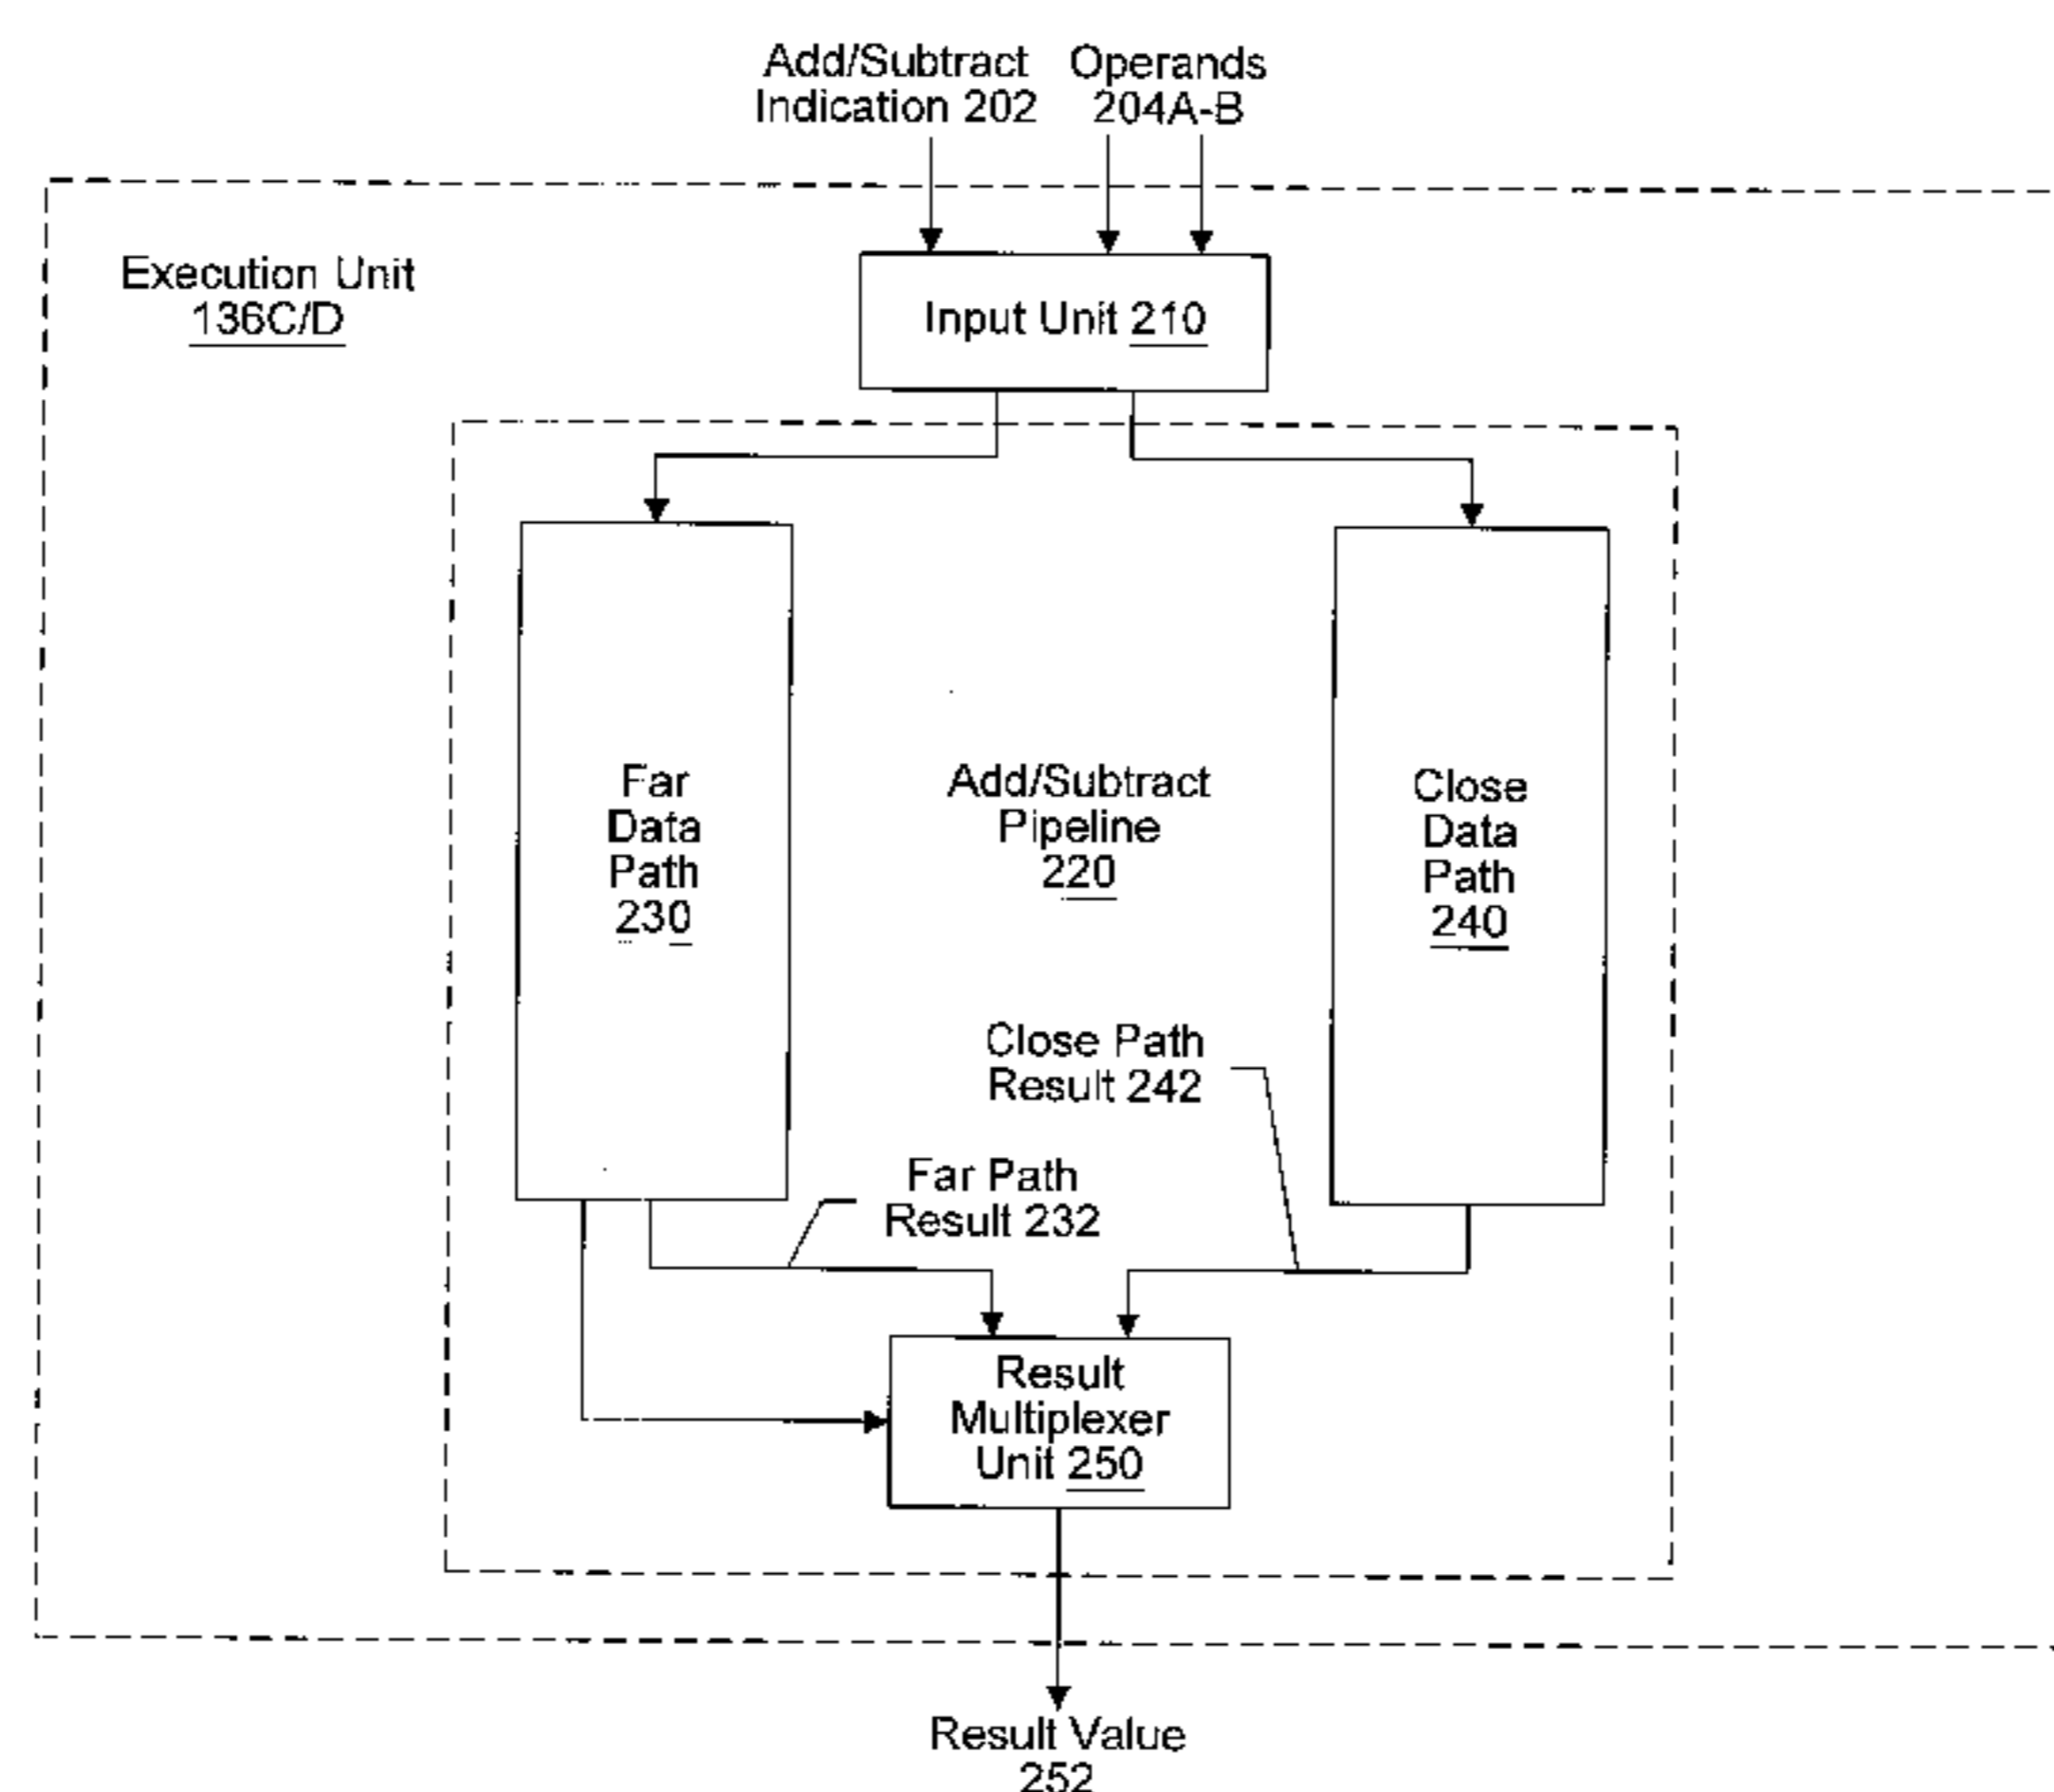 Add/Subtract
Indication 202
Operands
204A-B
Execution Unit
136C/D
Input Unit 210
Far
Data
Path
230
Add/Subtract
Pipeline
220
Close
Data
Path
240
Close Path
Result 242
Far Path
Result 232
Result
Multiplexer
Unit 250
Result Value
252